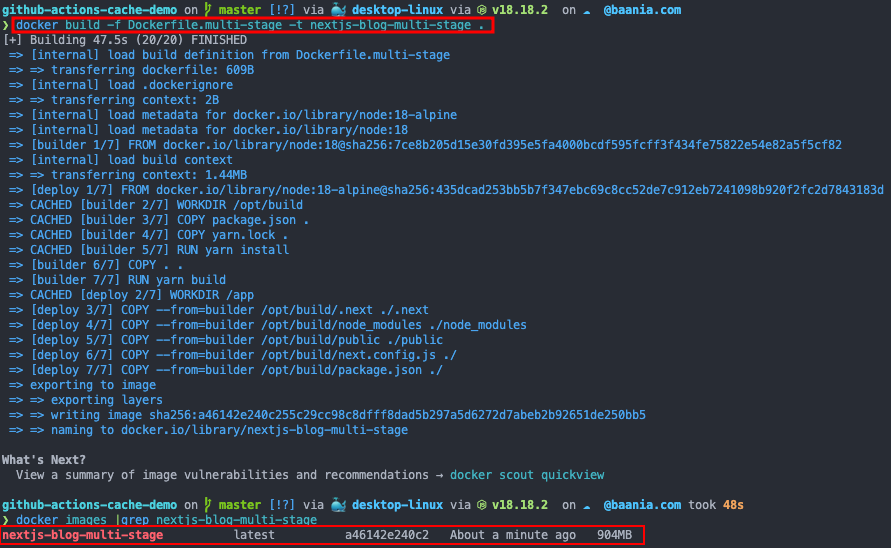 github-actions-cache-demo on master [!?] via desktop-linux via v18.18.2 on @baania.com
❯ docker build -f Dockerfile.multi-stage -t nextjs-blog-multi-stage .
[+] Building 47.5s (20/20) FINISHED
=> [internal] load build definition from Dockerfile.multi-stage
=> => transferring dockerfile: 609B
=> [internal] load .dockerignore
=> => transferring context: 2B
=> [internal] load metadata for docker.io/library/node:18-alpine
=> [internal] load metadata for docker.io/library/node:18
=> [builder 1/7] FROM docker.io/library/node:18@sha256:7ce8b205d15e30fd395e5fa4000bcdf595fcff3f434fe75822e54e82a5f5cf82
=> [internal] load build context
=> => transferring context: 1.44MB
=> [deploy 1/7] FROM docker.io/library/node:18-alpine@sha256:435dcad253bb5b7f347ebc69c8cc52de7c912eb7241098b920f2fc2d7843183d
=> CACHED [builder 2/7] WORKDIR /opt/build
=> CACHED [builder 3/7] COPY package.json .
=> CACHED [builder 4/7] COPY yarn.lock .
=> CACHED [builder 5/7] RUN yarn install
=> [builder 6/7] COPY . .
=> [builder 7/7] RUN yarn build
=> CACHED [deploy 2/7] WORKDIR /app
=> [deploy 3/7] COPY --from=builder /opt/build/.next ./.next
=> [deploy 4/7] COPY --from=builder /opt/build/node_modules ./node_modules
=> [deploy 5/7] COPY --from=builder /opt/build/public ./public
=> [deploy 6/7] COPY --from=builder /opt/build/next.config.js ./
=> [deploy 7/7] COPY --from=builder /opt/build/package.json ./
=> exporting to image
=> => exporting layers
=> => writing image sha256:a46142e240c255c29cc98c8dfff8dad5b297a5d6272d7abeb2b92651de250bb5
=> => naming to docker.io/library/nextjs-blog-multi-stage
What's Next?
View a summary of image vulnerabilities and recommendations → docker scout quickview
github-actions-cache-demo on master [!?] via desktop-linux via v18.18.2 on @baania.com took 48s
❯ docker images |grep nextjs-blog-multi-stage
nextjs-blog-multi-stage latest a46142e240c2 About a minute ago 904MB